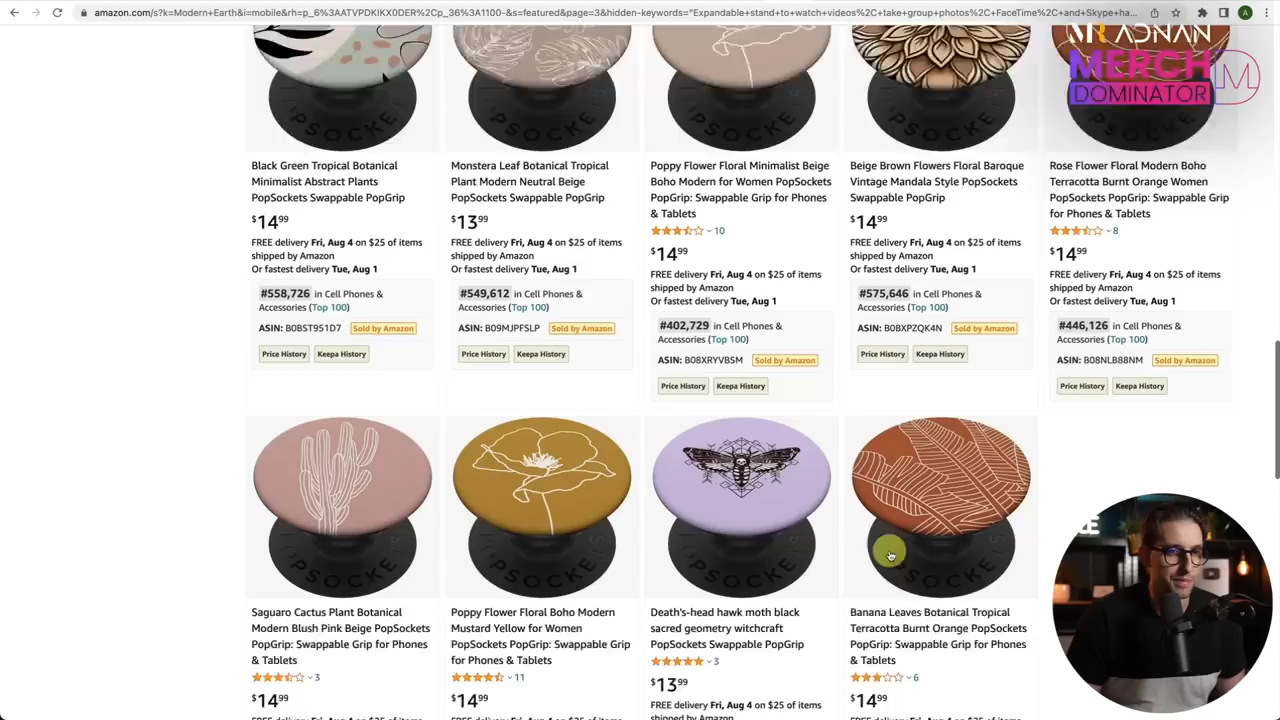 amazon.com/s?k=Modern+Earth&i=mobile&rh=p_6%3AATVPDKIKX0DER%2Cp_36%3A1100-&s=featured&page=3&hidden-keywords="Expandable+stand+to+watch+videos%2C+take+group+photos%2C+FaceTime%2C+and+Skype+ha...
A
MR ADNAN
MERCH
DOMINATOR
M
Black Green Tropical Botanical
Minimalist Abstract Plants
PopSockets Swappable PopGrip
$14.99
FREE delivery Fri, Aug 4 on $25 of items
shipped by Amazon
Or fastest delivery Tue, Aug 1
#558,726 in Cell Phones &
Accessories (Top 100)
ASIN: B0BST951D7 Sold by Amazon
Price History Keepa History
Monstera Leaf Botanical Tropical
Plant Modern Neutral Beige
PopSockets Swappable PopGrip
$13.99
FREE delivery Fri, Aug 4 on $25 of items
shipped by Amazon
Or fastest delivery Tue, Aug 1
#549,612 in Cell Phones &
Accessories (Top 100)
ASIN: B09MJPFSLP Sold by Amazon
Price History Keepa History
Poppy Flower Floral Minimalist Beige
Boho Modern for Women PopSockets
PopGrip: Swappable Grip for Phones
& Tablets
10
$14.99
FREE delivery Fri, Aug 4 on $25 of items
shipped by Amazon
Or fastest delivery Tue, Aug 1
#402,729 in Cell Phones &
Accessories (Top 100)
ASIN: B08XRYVBSM Sold by Amazon
Price History Keepa History
Beige Brown Flowers Floral Baroque
Vintage Mandala Style PopSockets
Swappable PopGrip
$14.99
FREE delivery Fri, Aug 4 on $25 of items
shipped by Amazon
Or fastest delivery Tue, Aug 1
#575,646 in Cell Phones &
Accessories (Top 100)
ASIN: B0BXPZQK4N Sold by Amazon
Price History Keepa History
Rose Flower Floral Modern Boho
Terracotta Burnt Orange Women
PopSockets PopGrip: Swappable Grip
for Phones & Tablets
8
$14.99
FREE delivery Fri, Aug 4 on $25 of items
shipped by Amazon
Or fastest delivery Tue, Aug 1
#446,126 in Cell Phones &
Accessories (Top 100)
ASIN: B08NLB88NM Sold by Amazon
Price History Keepa History
Saguaro Cactus Plant Botanical
Modern Blush Pink Beige PopSockets
PopGrip: Swappable Grip for Phones
& Tablets
3
$14.99
Poppy Flower Floral Boho Modern
Mustard Yellow for Women
PopSockets PopGrip: Swappable Grip
for Phones & Tablets
11
$14.99
Death's-head hawk moth black
sacred geometry witchcraft
PopSockets Swappable PopGrip
3
$13.99
FREE delivery Fri, Aug 4 on $25 of items
Banana Leaves Botanical Tropical
Terracotta Burnt Orange PopSockets
PopGrip: Swappable Grip for Phones
& Tablets
6
$14.99